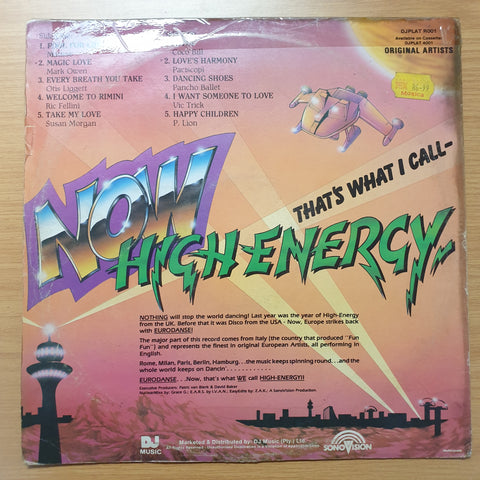 Side
1.
2. MAGIC LOVE
Mark Owen
3. EVERY BREATH YOU TAKE
Otis Liggett
4. WELCOME TO RIMINI
Ric Fellini
5. TAKE MY LOVE
Susan Morgan
Coco Bill
2. LOVE'S HARMONY
Pariscopi
3. DANCING SHOES
Pancho Ballet
4. I WANT SOMEONE TO LOVE
Vic Trick
5. HAPPY CHILDREN
P. Lion
DJPLAT R001
Available on Cassette
DJPLAT 4001
ORIGINAL ARTISTS
Musica
NOW
THAT'S WHAT I CALL-
HIGH ENERGY
NOTHING will stop the world dancing! Last year was the year of High-Energy
from the UK. Before that it was Disco from the USA - Now, Europe strikes back
with EURODANSE!
The major part of this record comes from Italy (the country that produced "Fun
Fun") and represents the finest in original European Artists, all performing in
English.
Rome, Milan, Paris, Berlin, Hamburg. . .the music keeps spinning round. . .and the
whole world keeps on Dancin'. . . . . . . . . . . .
EURODANSE. . .Now, that's what WE call HIGH-ENERGY!!
DJ
MUSIC
Marketed & Distributed by: DJ Music (Pty.) Ltd.
SONOVISION